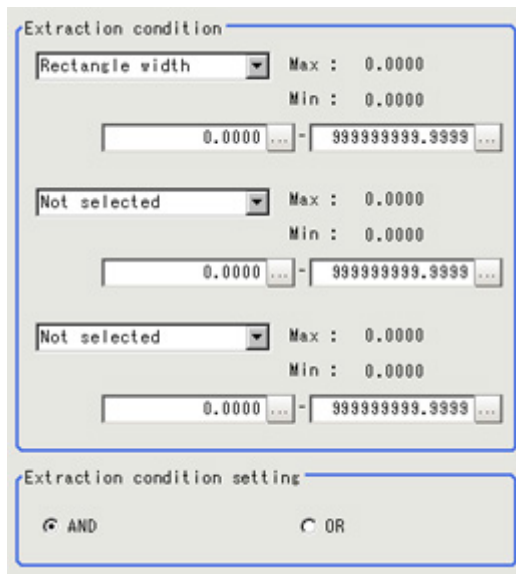 Extraction condition
Rectangle width Max : 0.0000
Min : 0.0000
0.0000 ... - 999999999.9999 ...
Not selected Max : 0.0000
Min : 0.0000
0.0000 ... - 999999999.9999 ...
Not selected Max : 0.0000
Min : 0.0000
0.0000 ... - 999999999.9999 ...
Extraction condition setting
AND OR